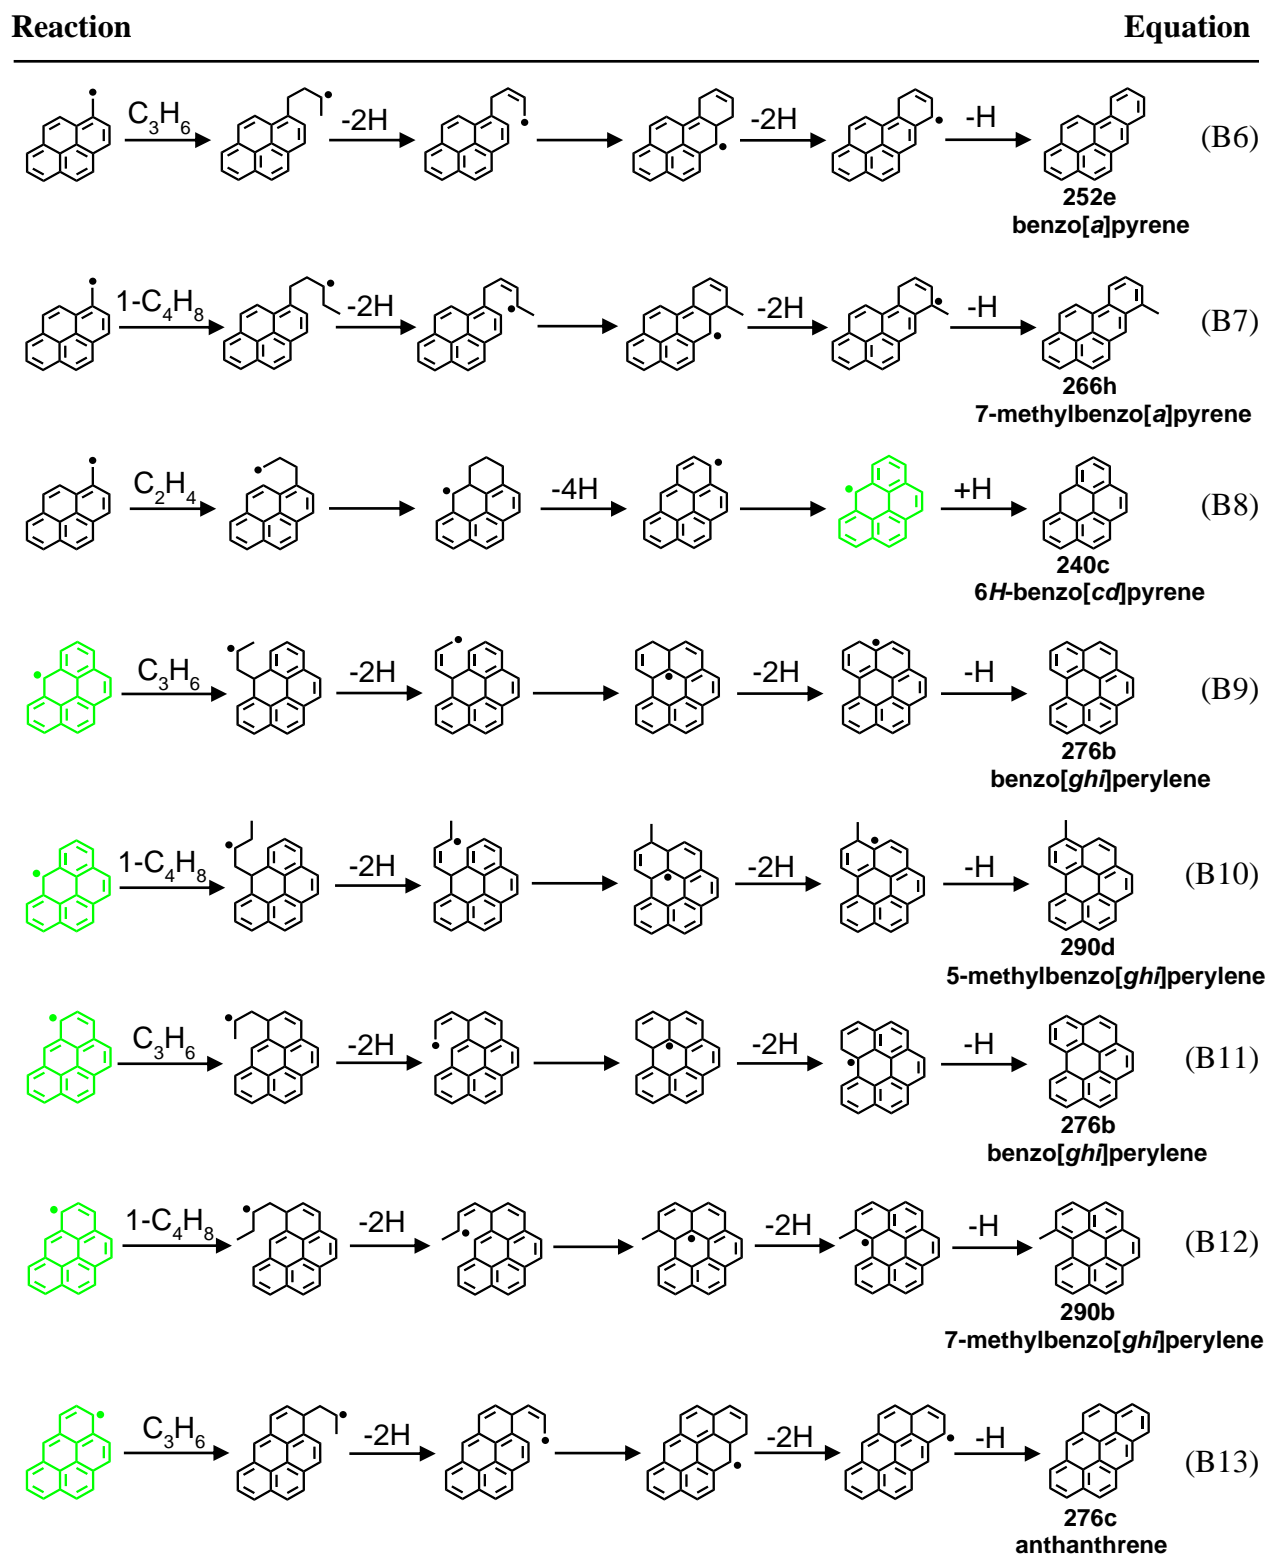 Reaction Equation
C3H6 -2H -2H -H (B6)
252e
benzo[a]pyrene
1-C4H8 -2H -2H -H (B7)
266h
7-methylbenzo[a]pyrene
C2H4 -4H +H (B8)
240c
6H-benzo[cd]pyrene
C3H6 -2H -2H -H (B9)
276b
benzo[ghi]perylene
1-C4H8 -2H -2H -H (B10)
290d
5-methylbenzo[ghi]perylene
C3H6 -2H -2H -H (B11)
276b
benzo[ghi]perylene
1-C4H8 -2H -2H -H (B12)
290b
7-methylbenzo[ghi]perylene
C3H6 -2H -2H -H (B13)
276c
anthanthrene